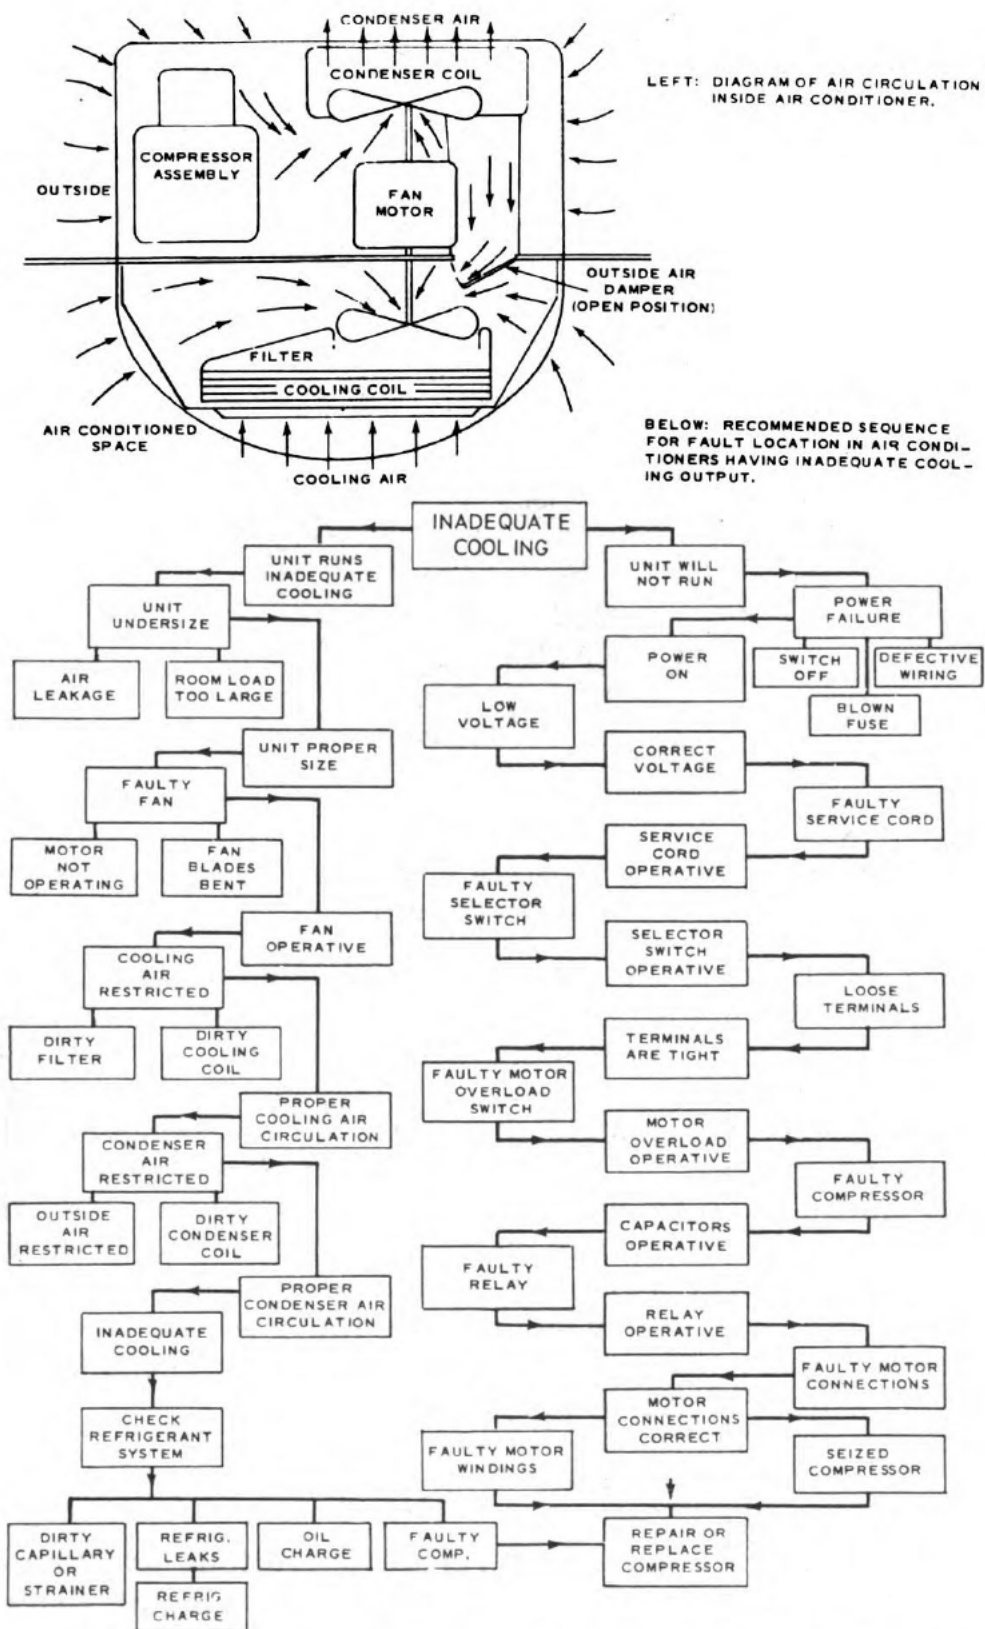 CONDENSER AIR
CONDENSER COIL
LEFT: DIAGRAM OF AIR CIRCULATION
INSIDE AIR CONDITIONER.
COMPRESSOR
ASSEMBLY
OUTSIDE
FAN
MOTOR
OUTSIDE AIR
DAMPER
(OPEN POSITION)
FILTER
COOLING COIL
AIR CONDITIONED
SPACE
COOLING AIR
BELOW: RECOMMENDED SEQUENCE
FOR FAULT LOCATION IN AIR CONDI-
TIONERS HAVING INADEQUATE COOL-
ING OUTPUT.
INADEQUATE
COOLING
UNIT RUNS
INADEQUATE
COOLING
UNIT
UNDERSIZE
AIR
LEAKAGE
ROOM LOAD
TOO LARGE
UNIT PROPER
SIZE
FAULTY
FAN
MOTOR
NOT
OPERATING
FAN
BLADES
BENT
FAN
OPERATIVE
COOLING
AIR
RESTRICTED
DIRTY
FILTER
DIRTY
COOLING
COIL
PROPER
COOLING AIR
CIRCULATION
CONDENSER
AIR
RESTRICTED
OUTSIDE
AIR
RESTRICTED
DIRTY
CONDENSER
COIL
PROPER
CONDENSER AIR
CIRCULATION
INADEQUATE
COOLING
CHECK
REFRIGERANT
SYSTEM
DIRTY
CAPILLARY
OR
STRAINER
REFRIG.
LEAKS
REFRIG
CHARGE
OIL
CHARGE
FAULTY
COMP.
UNIT WILL
NOT RUN
POWER
FAILURE
SWITCH
OFF
BLOWN
FUSE
DEFECTIVE
WIRING
POWER
ON
LOW
VOLTAGE
CORRECT
VOLTAGE
FAULTY
SERVICE CORD
SERVICE
CORD
OPERATIVE
FAULTY
SELECTOR
SWITCH
SELECTOR
SWITCH
OPERATIVE
LOOSE
TERMINALS
TERMINALS
ARE TIGHT
FAULTY MOTOR
OVERLOAD
SWITCH
MOTOR
OVERLOAD
OPERATIVE
FAULTY
COMPRESSOR
CAPACITORS
OPERATIVE
FAULTY
RELAY
RELAY
OPERATIVE
FAULTY MOTOR
CONNECTIONS
MOTOR
CONNECTIONS
CORRECT
FAULTY MOTOR
WINDINGS
SEIZED
COMPRESSOR
REPAIR OR
REPLACE
COMPRESSOR